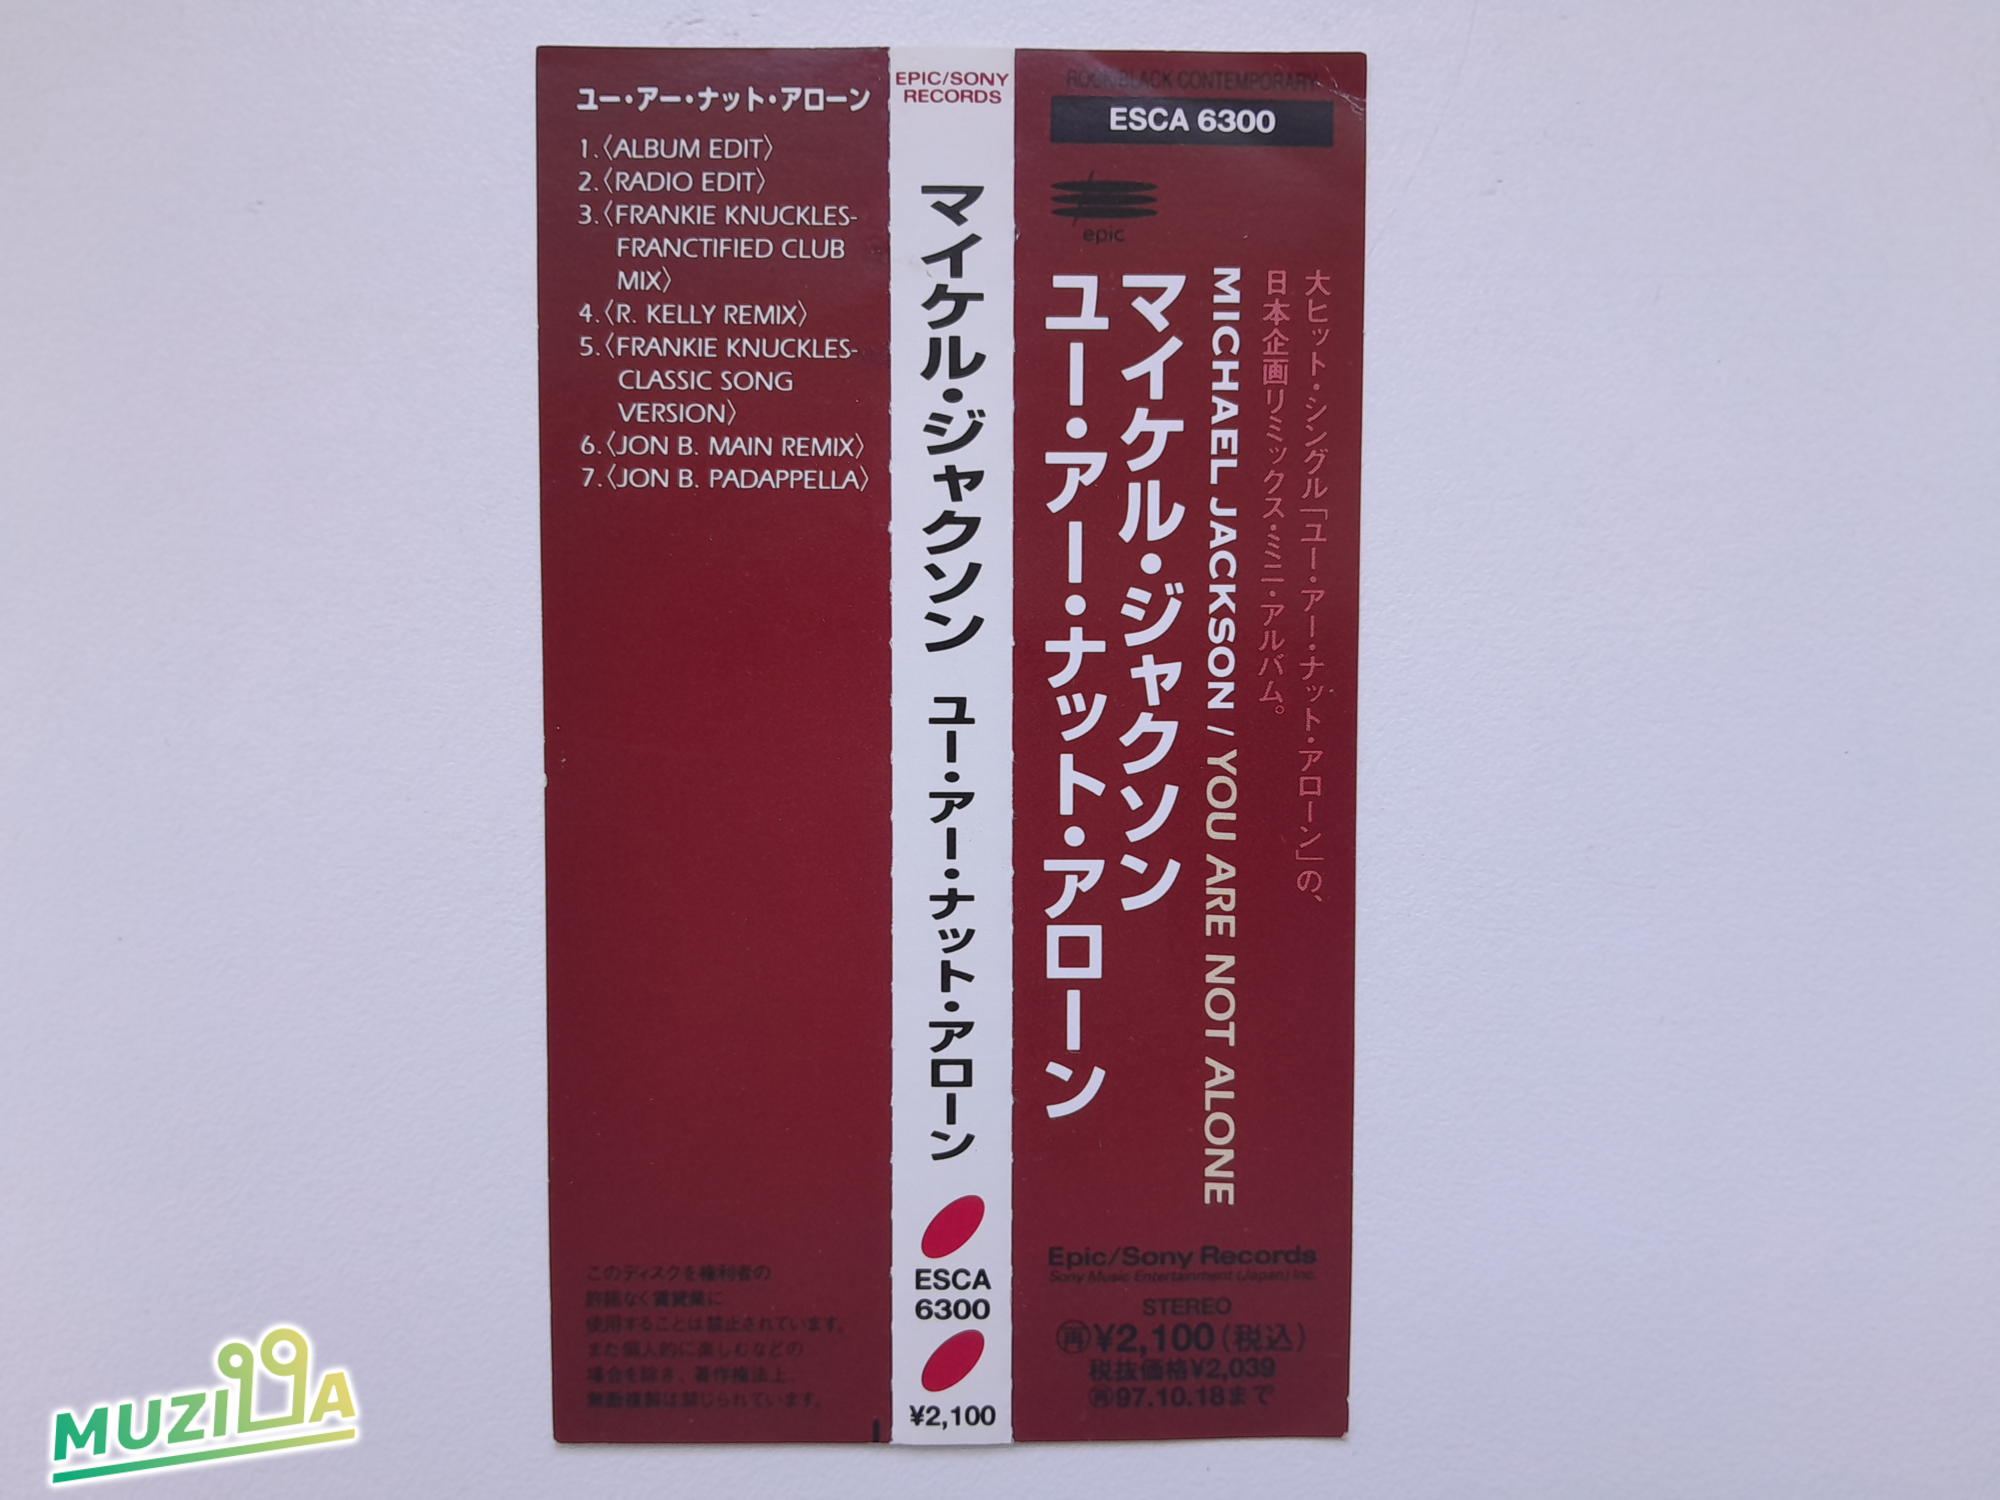 ユー・アー・ナット・アローン
1.〈ALBUM EDIT〉
2.〈RADIO EDIT〉
3.〈FRANKIE KNUCKLES-
FRANCTIFIED CLUB
MIX〉
4.〈R. KELLY REMIX〉
5.〈FRANKIE KNUCKLES-
CLASSIC SONG
VERSION〉
6.〈JON B. MAIN REMIX〉
7.〈JON B. PADAPPELLA〉
このディスクを権利者の
許諾なく賃貸業に
使用することは禁止されています。
また個人的に楽しむなどの
場合を除き、著作権法上、
無断複製は禁じられています。
EPIC/SONY
RECORDS
マイケル・ジャクソン ユー・アー・ナット・アローン
ESCA
6300
¥2,100
ROCK/BLACK CONTEMPORARY
ESCA 6300
epic
大ヒット・シングル「ユー・アー・ナット・アローン」の、
日本企画リミックス・ミニ・アルバム。
MICHAEL JACKSON / YOU ARE NOT ALONE
マイケル・ジャクソン
ユー・アー・ナット・アローン
Epic/Sony Records
Sony Music Entertainment (Japan) Inc.
STEREO
㊞¥2,100(税込)
税抜価格¥2,039
97.10.18まで
MUZILLA